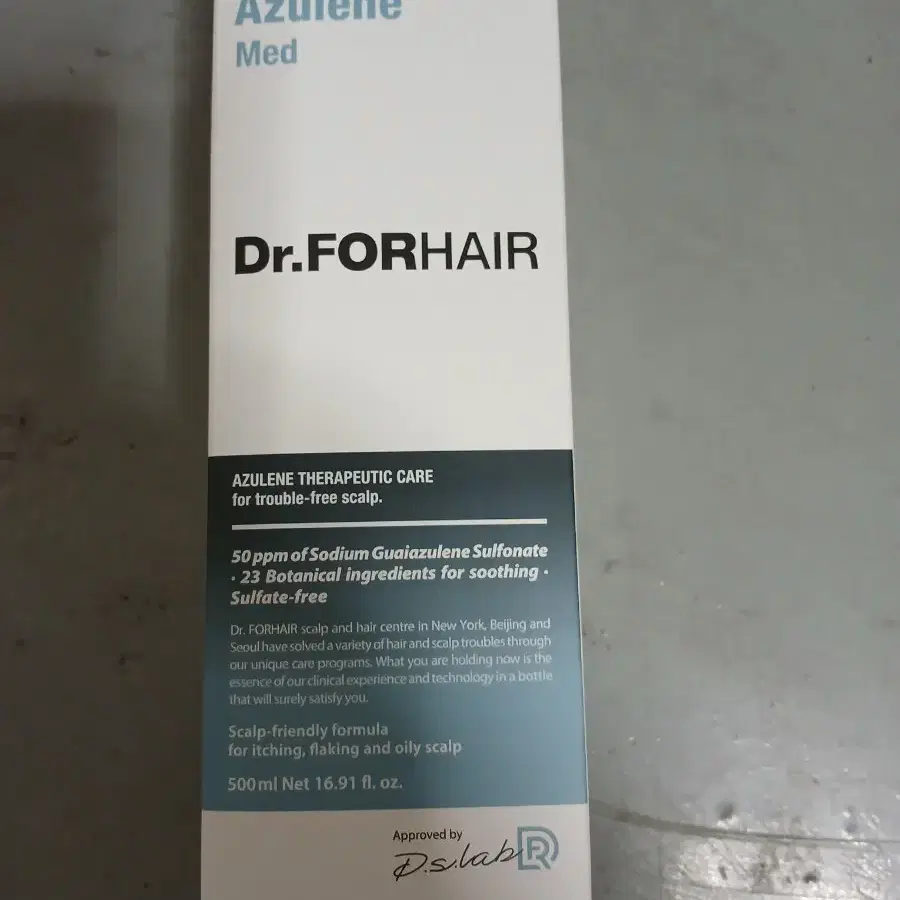 Azulene
Med
Dr.FORHAIR
AZULENE THERAPEUTIC CARE
for trouble-free scalp.
50 ppm of Sodium Guaiazulene Sulfonate
· 23 Botanical ingredients for soothing ·
Sulfate-free
Dr. FORHAIR scalp and hair centre in New York, Beijing and
Seoul have solved a variety of hair and scalp troubles through
our unique care programs. What you are holding now is the
essence of our clinical experience and technology in a bottle
that will surely satisfy you.
Scalp-friendly formula
for itching, flaking and oily scalp
500ml Net 16.91 fl. oz.
Approved by
D.s.lab